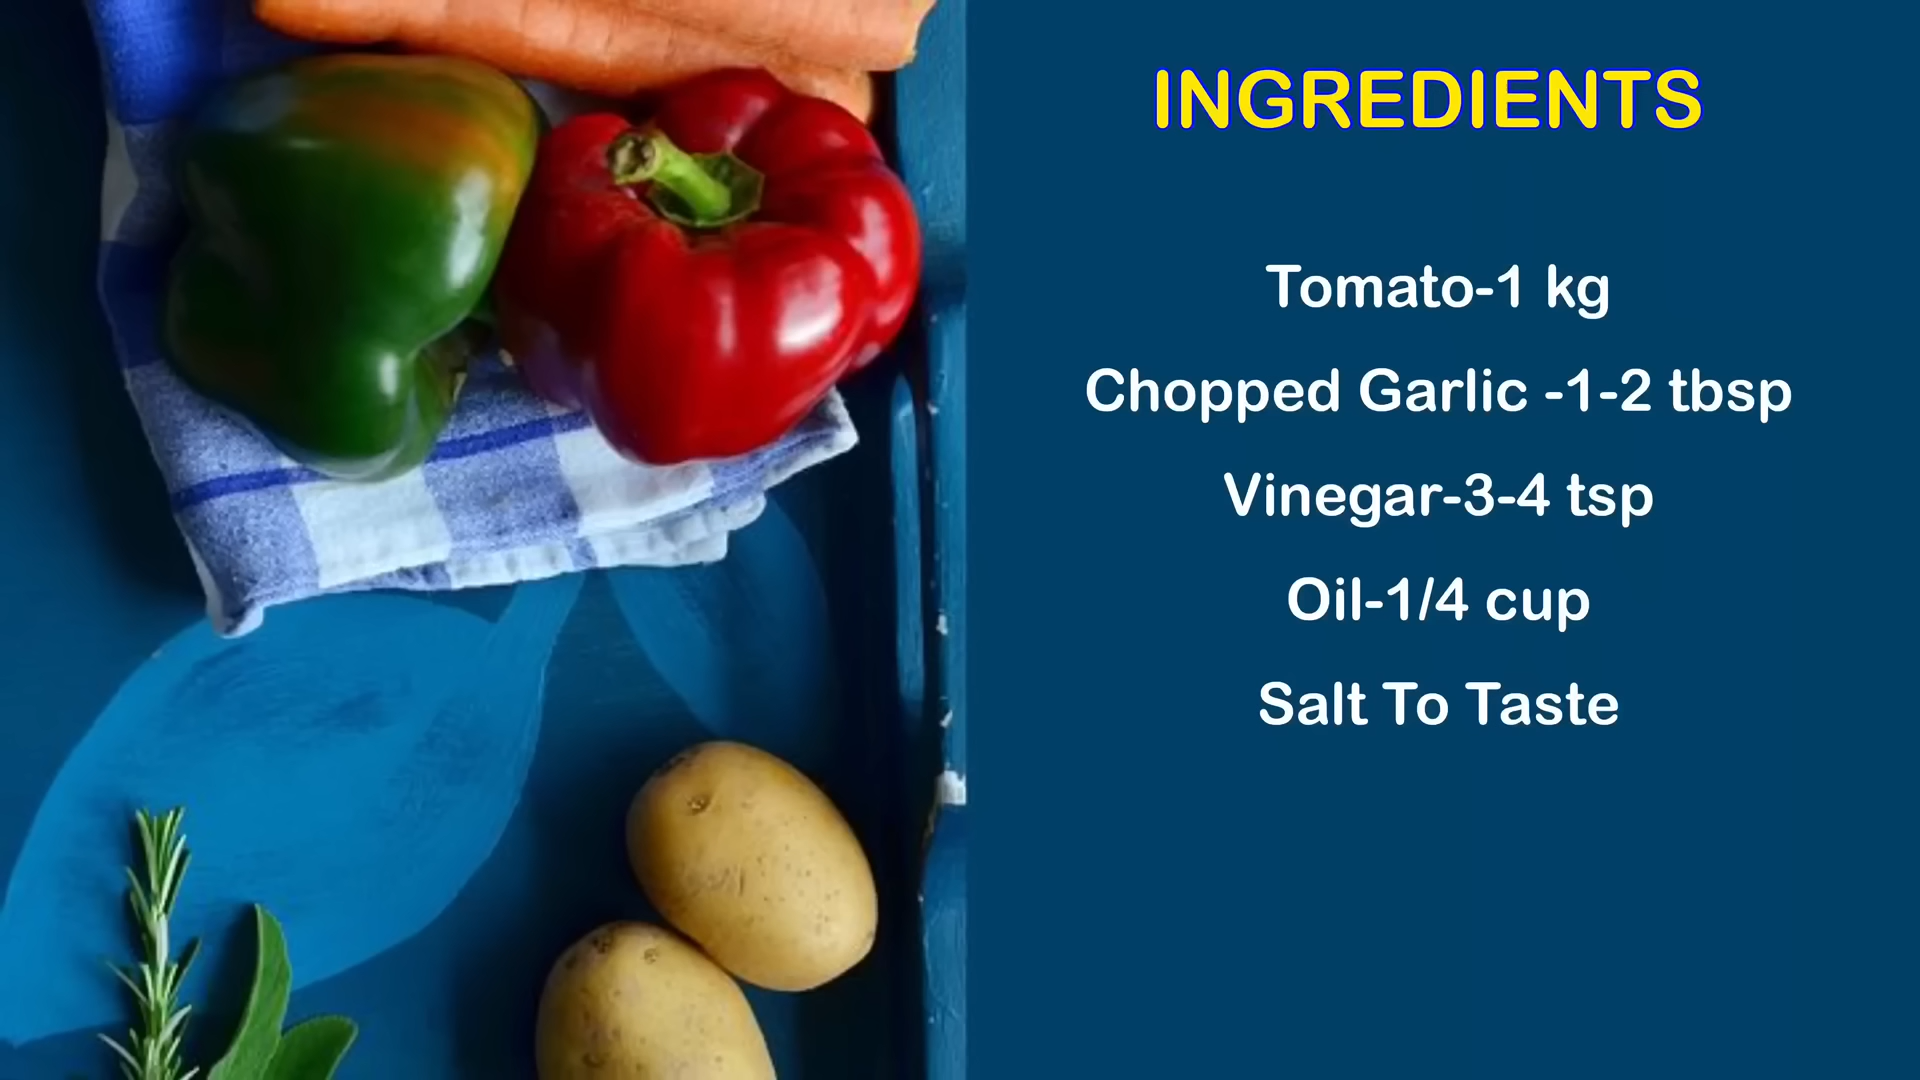 INGREDIENTS
Tomato-1 kg
Chopped Garlic -1-2 tbsp
Vinegar-3-4 tsp
Oil-1/4 cup
Salt To Taste